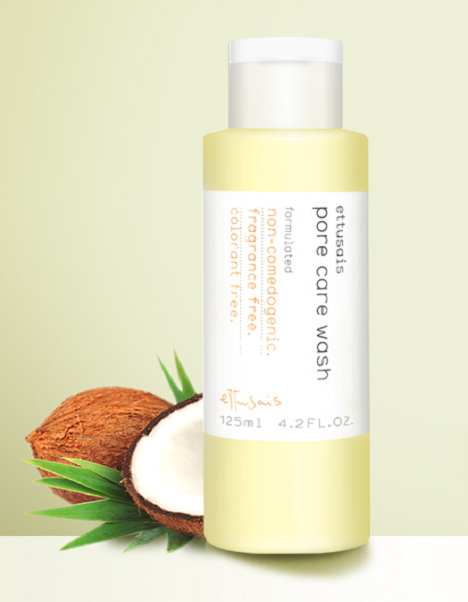 ettusais
pore care wash
formulated
non-comedogenic.
fragrance free.
colorant free.
ettusais
125ml 4.2FL.OZ.